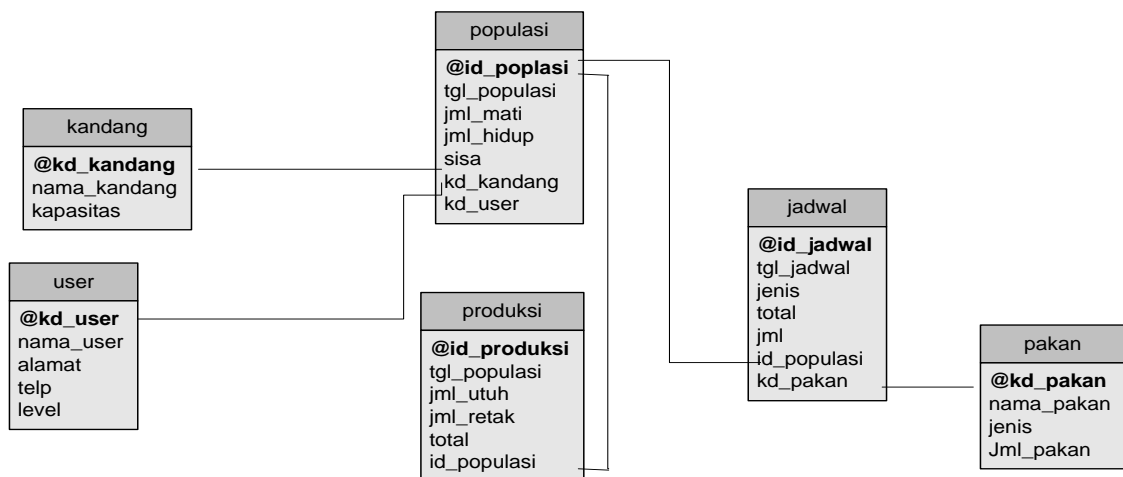 populasi
@id_poplasi
tgl_populasi
jml_mati
jml_hidup
sisa
kd_kandang
kd_user
kandang
@kd_kandang
nama_kandang
kapasitas
user
@kd_user
nama_user
alamat
telp
level
produksi
@id_produksi
tgl_populasi
jml_utuh
jml_retak
total
id_populasi
jadwal
@id_jadwal
tgl_jadwal
jenis
total
jml
id_populasi
kd_pakan
pakan
@kd_pakan
nama_pakan
jenis
Jml_pakan